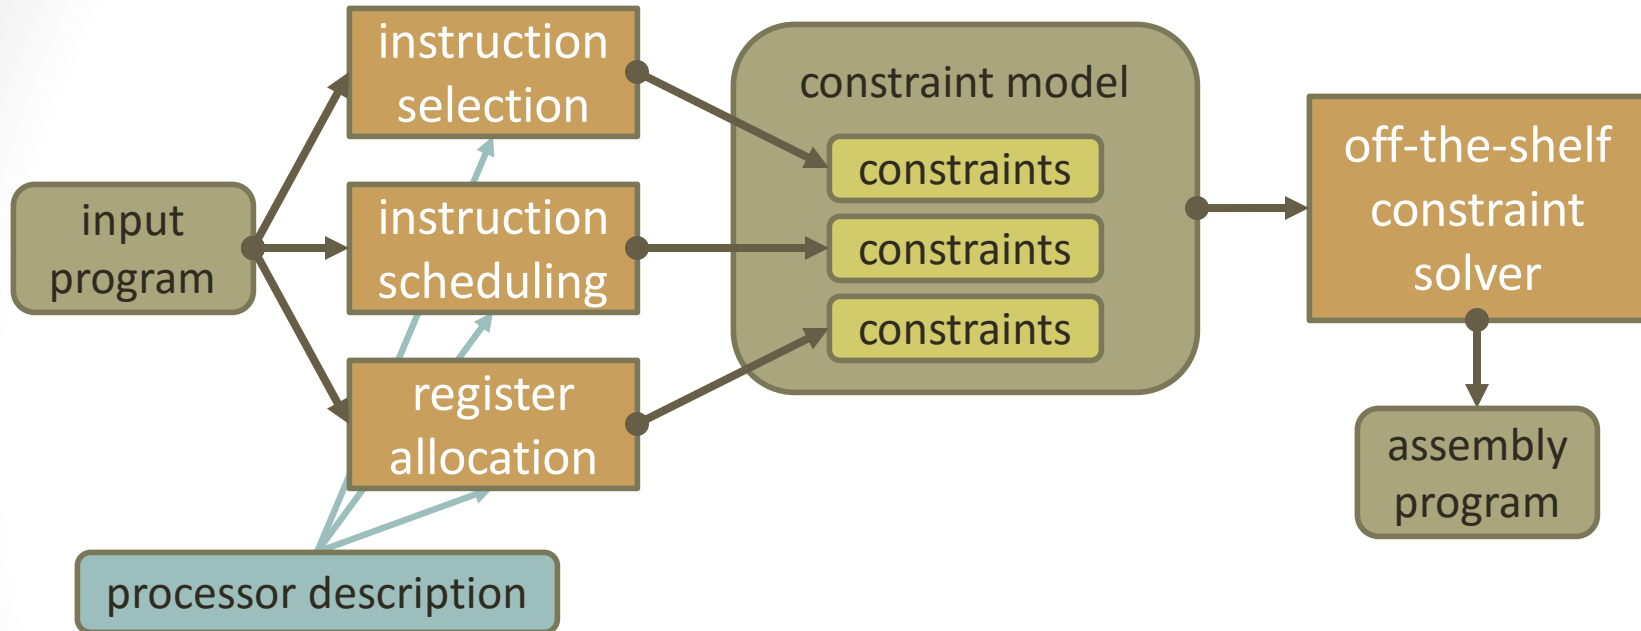 instruction
selection
constraint model
constraints
off-the-shelf
constraint
solver
input
program
instruction
scheduling
constraints
constraints
register
allocation
assembly
program
processor description